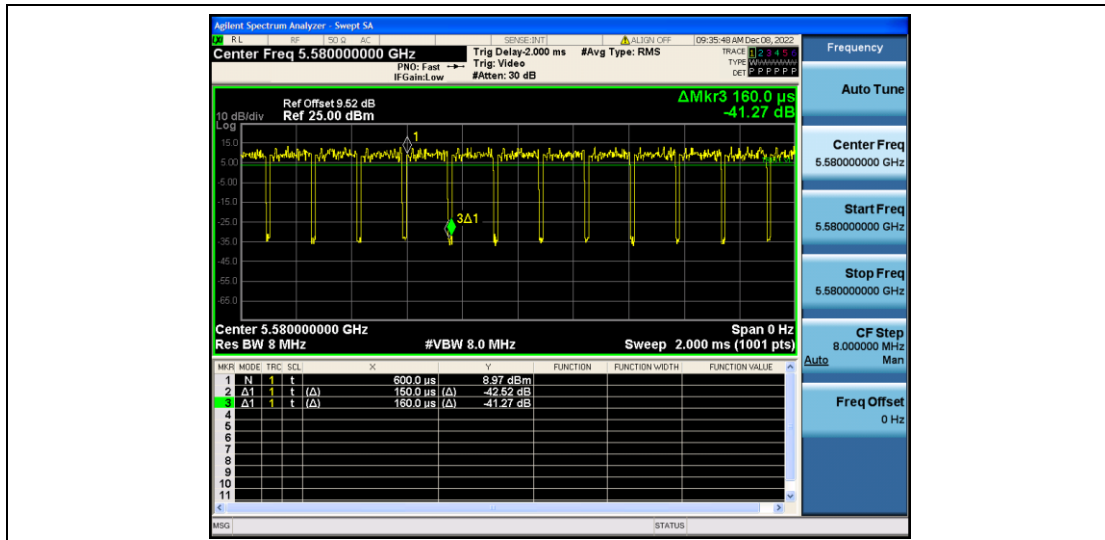 Agilent Spectrum Analyzer - Swept SA
RL RF 50 Ω AC SENSE:INT ALIGN OFF 09:35:48 AM Dec 08, 2022
Center Freq 5.580000000 GHz
Trig Delay-2.000 ms #Avg Type: RMS
TRACE 1 2 3 4 5 6
PNO: Fast Trig: Video
TYPE
IFGain:Low #Atten: 30 dB
DET P P P P P P
Frequency
Auto Tune
Center Freq
5.580000000 GHz
Start Freq
5.580000000 GHz
Stop Freq
5.580000000 GHz
CF Step
8.000000 MHz
Auto Man
Freq Offset
0 Hz
ΔMkr3 160.0 µs
-41.27 dB
Ref Offset 9.52 dB
10 dB/div Ref 25.00 dBm
Log
15.0
5.00
-5.00
-15.0
-25.0
-35.0
-45.0
-55.0
-65.0
1
3Δ1
Center 5.580000000 GHz Span 0 Hz
Res BW 8 MHz #VBW 8.0 MHz Sweep 2.000 ms (1001 pts)
MKR MODE TRC SCL X Y FUNCTION FUNCTION WIDTH FUNCTION VALUE
1 N 1 t 600.0 µs 8.97 dBm
2 Δ1 1 t (Δ) 150.0 µs (Δ) -42.52 dB
3 Δ1 1 t (Δ) 160.0 µs (Δ) -41.27 dB
4
5
6
7
8
9
10
11
MSG STATUS